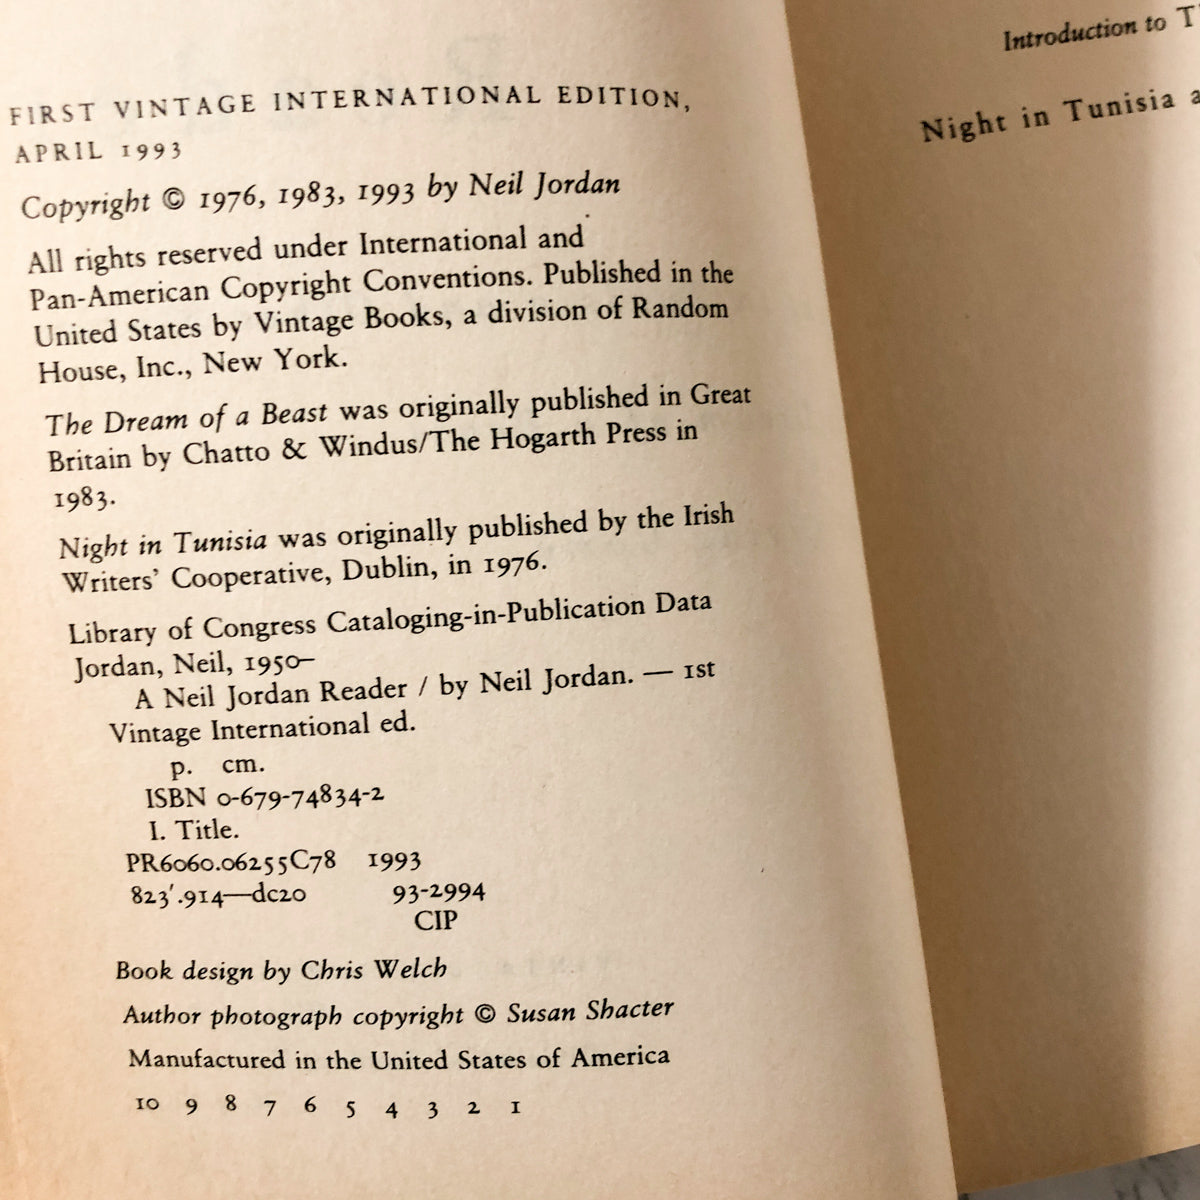 FIRST VINTAGE INTERNATIONAL EDITION,
APRIL 1993
Copyright © 1976, 1983, 1993 by Neil Jordan
All rights reserved under International and
Pan-American Copyright Conventions. Published in the
United States by Vintage Books, a division of Random
House, Inc., New York.
The Dream of a Beast was originally published in Great
Britain by Chatto & Windus/The Hogarth Press in
1983.
Night in Tunisia was originally published by the Irish
Writers' Cooperative, Dublin, in 1976.
Library of Congress Cataloging-in-Publication Data
Jordan, Neil, 1950–
A Neil Jordan Reader / by Neil Jordan. — 1st
Vintage International ed.
p. cm.
ISBN 0-679-74834-2
I. Title.
PR6060.06255C78 1993
823'.914—dc20 93-2994
CIP
Book design by Chris Welch
Author photograph copyright © Susan Shacter
Manufactured in the United States of America
10 9 8 7 6 5 4 3 2 1
Introduction to
Night in Tunisia